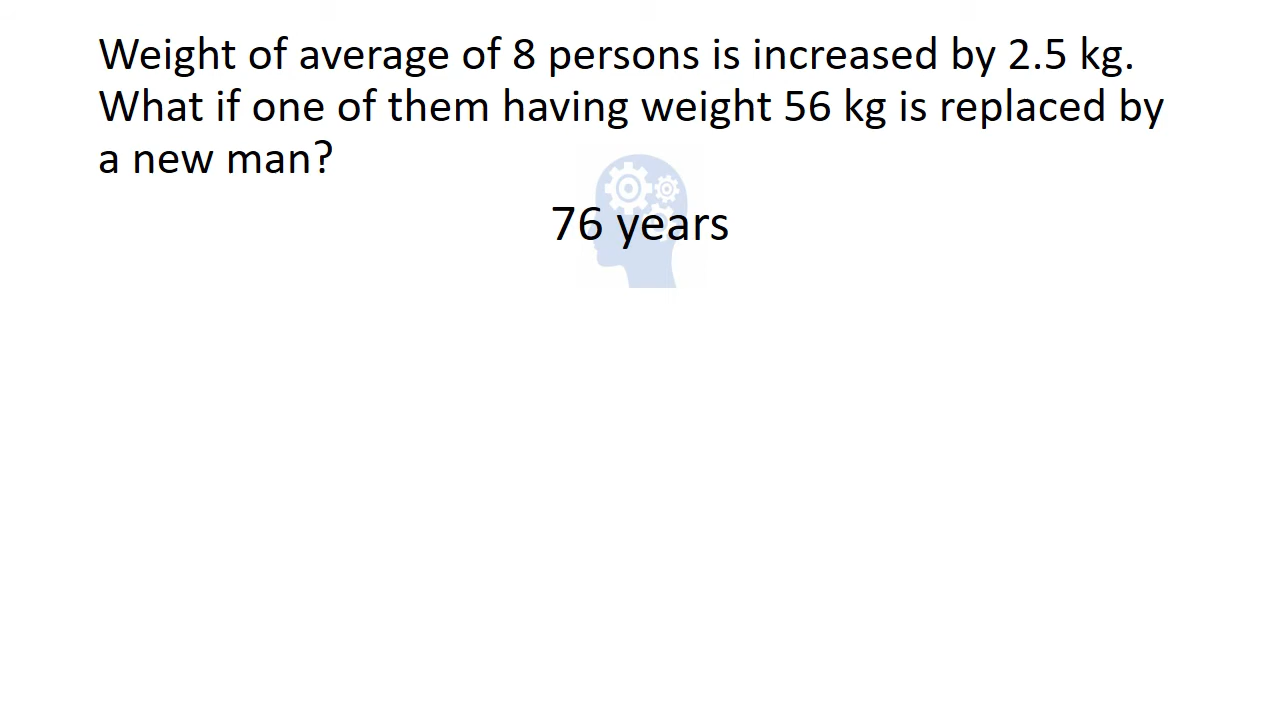 Weight of average of 8 persons is increased by 2.5 kg.
What if one of them having weight 56 kg is replaced by
a new man?
76 years